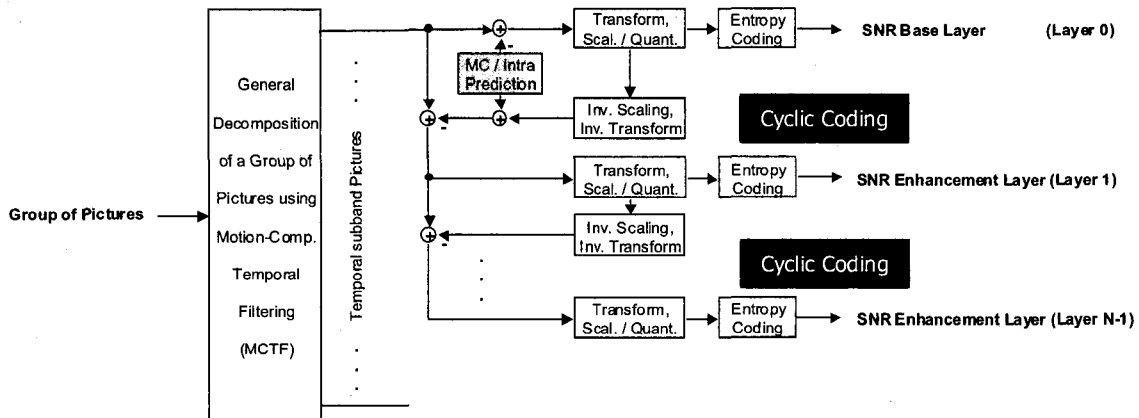 Transform,
Scal. / Quant.
Entropy
Coding
SNR Base Layer (Layer 0)
MC / Intra
Prediction
General
Decomposition
of a Group of
Pictures using
Motion-Comp.
Temporal
Filtering
(MCTF)
Temporal subband Pictures
Inv. Scaling,
Inv. Transform
Cyclic Coding
Group of Pictures
Transform,
Scal. / Quant.
Entropy
Coding
SNR Enhancement Layer (Layer 1)
Inv. Scaling,
Inv. Transform
Cyclic Coding
Transform,
Scal. / Quant.
Entropy
Coding
SNR Enhancement Layer (Layer N-1)